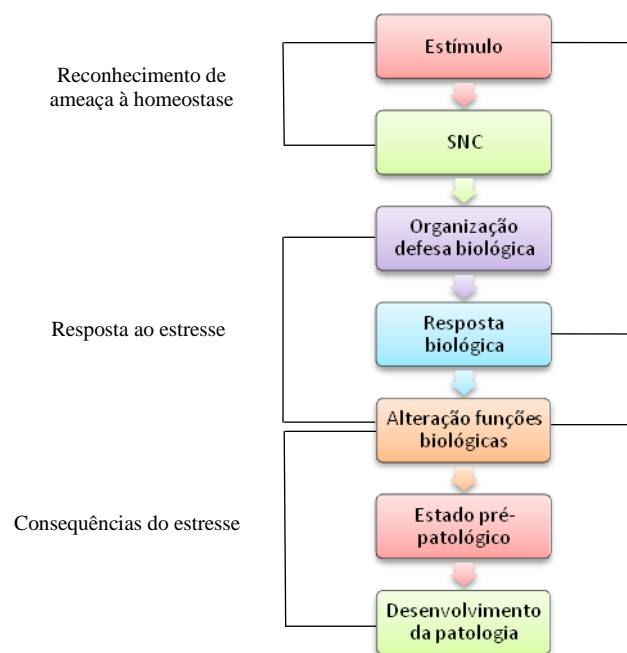 Estímulo
Reconhecimento de
ameaça à homeostase
SNC
Organização
defesa biológica
Resposta ao estresse
Resposta
biológica
Alteração funções
biológicas
Consequências do estresse
Estado pré-
patológico
Desenvolvimento
da patologia